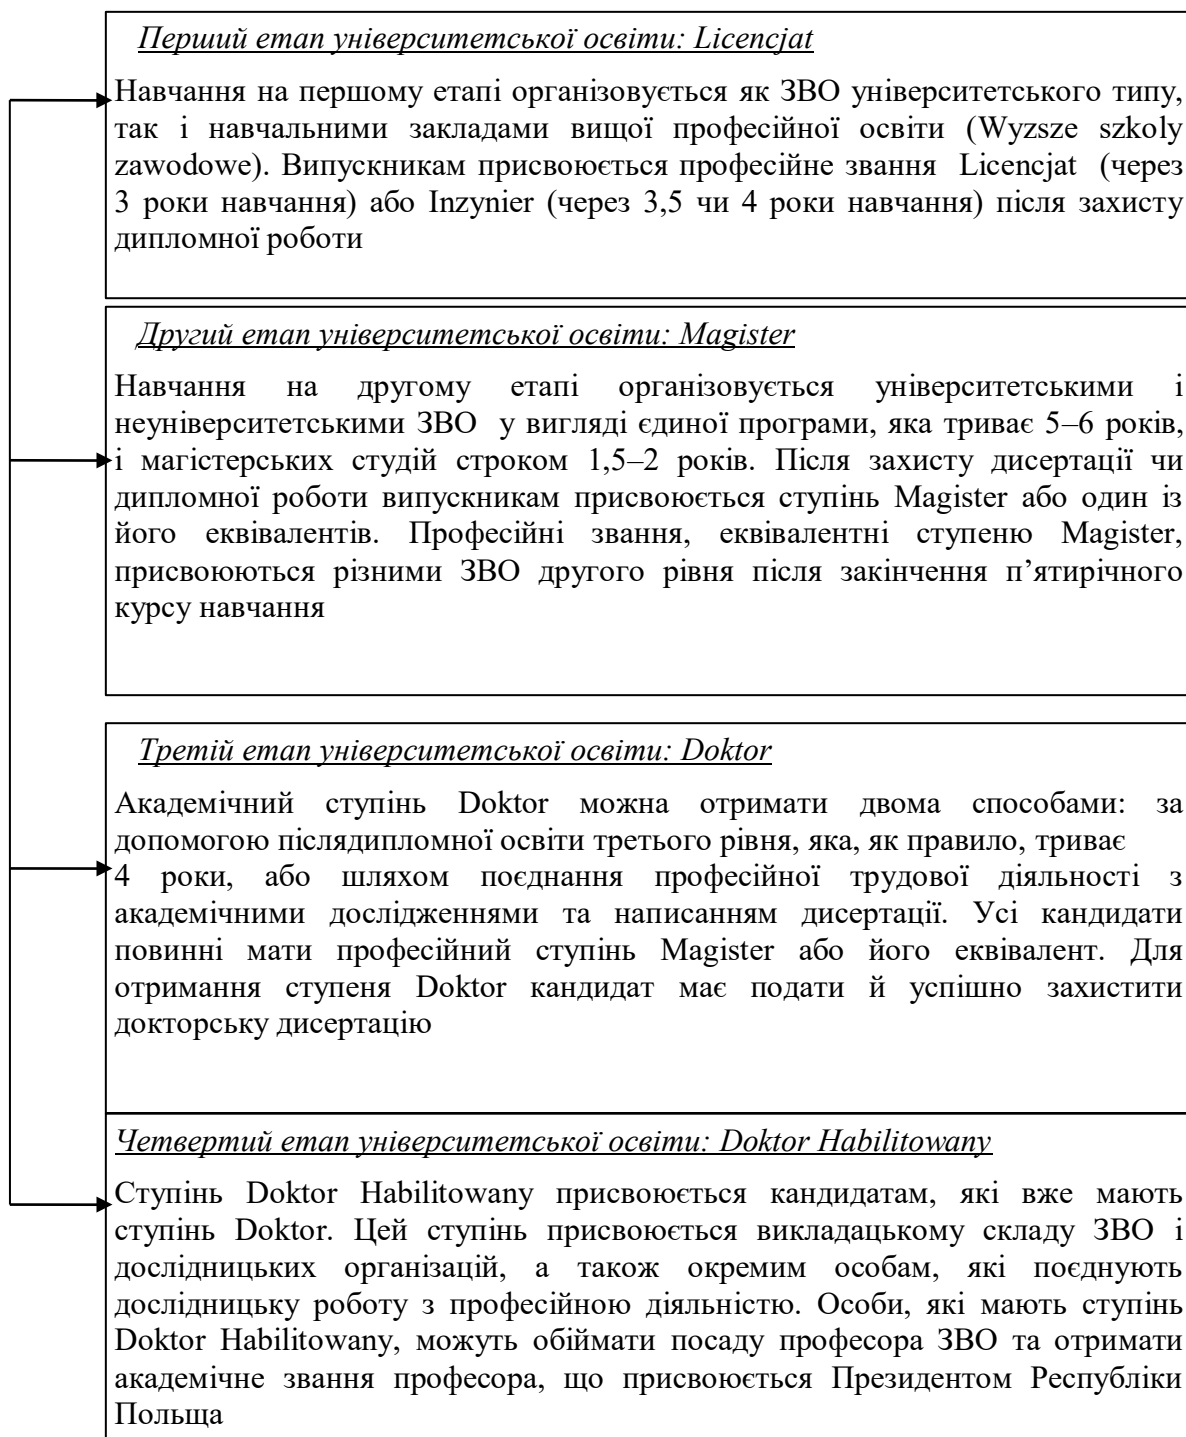 Перший етап університетської освіти: Licencjat
Навчання на першому етапі організовується як ЗВО університетського типу,
так і навчальними закладами вищої професійної освіти (Wyzsze szkoly
zawodowe). Випускникам присвоюється професійне звання Licencjat (через
3 роки навчання) або Inzynier (через 3,5 чи 4 роки навчання) після захисту
дипломної роботи
Другий етап університетської освіти: Magister
Навчання на другому етапі організовується університетськими і
неуніверситетськими ЗВО у вигляді єдиної програми, яка триває 5–6 років,
і магістерських студій строком 1,5–2 років. Після захисту дисертації чи
дипломної роботи випускникам присвоюється ступінь Magister або один із
його еквівалентів. Професійні звання, еквівалентні ступеню Magister,
присвоюються різними ЗВО другого рівня після закінчення п’ятирічного
курсу навчання
Третій етап університетської освіти: Doktor
Академічний ступінь Doktor можна отримати двома способами: за
допомогою післядипломної освіти третього рівня, яка, як правило, триває
4 роки, або шляхом поєднання професійної трудової діяльності з
академічними дослідженнями та написанням дисертації. Усі кандидати
повинні мати професійний ступінь Magister або його еквівалент. Для
отримання ступеня Doktor кандидат має подати й успішно захистити
докторську дисертацію
Четвертий етап університетської освіти: Doktor Habilitowany
Ступінь Doktor Habilitowany присвоюється кандидатам, які вже мають
ступінь Doktor. Цей ступінь присвоюється викладацькому складу ЗВО і
дослідницьких організацій, а також окремим особам, які поєднують
дослідницьку роботу з професійною діяльністю. Особи, які мають ступінь
Doktor Habilitowany, можуть обіймати посаду професора ЗВО та отримати
академічне звання професора, що присвоюється Президентом Республіки
Польща